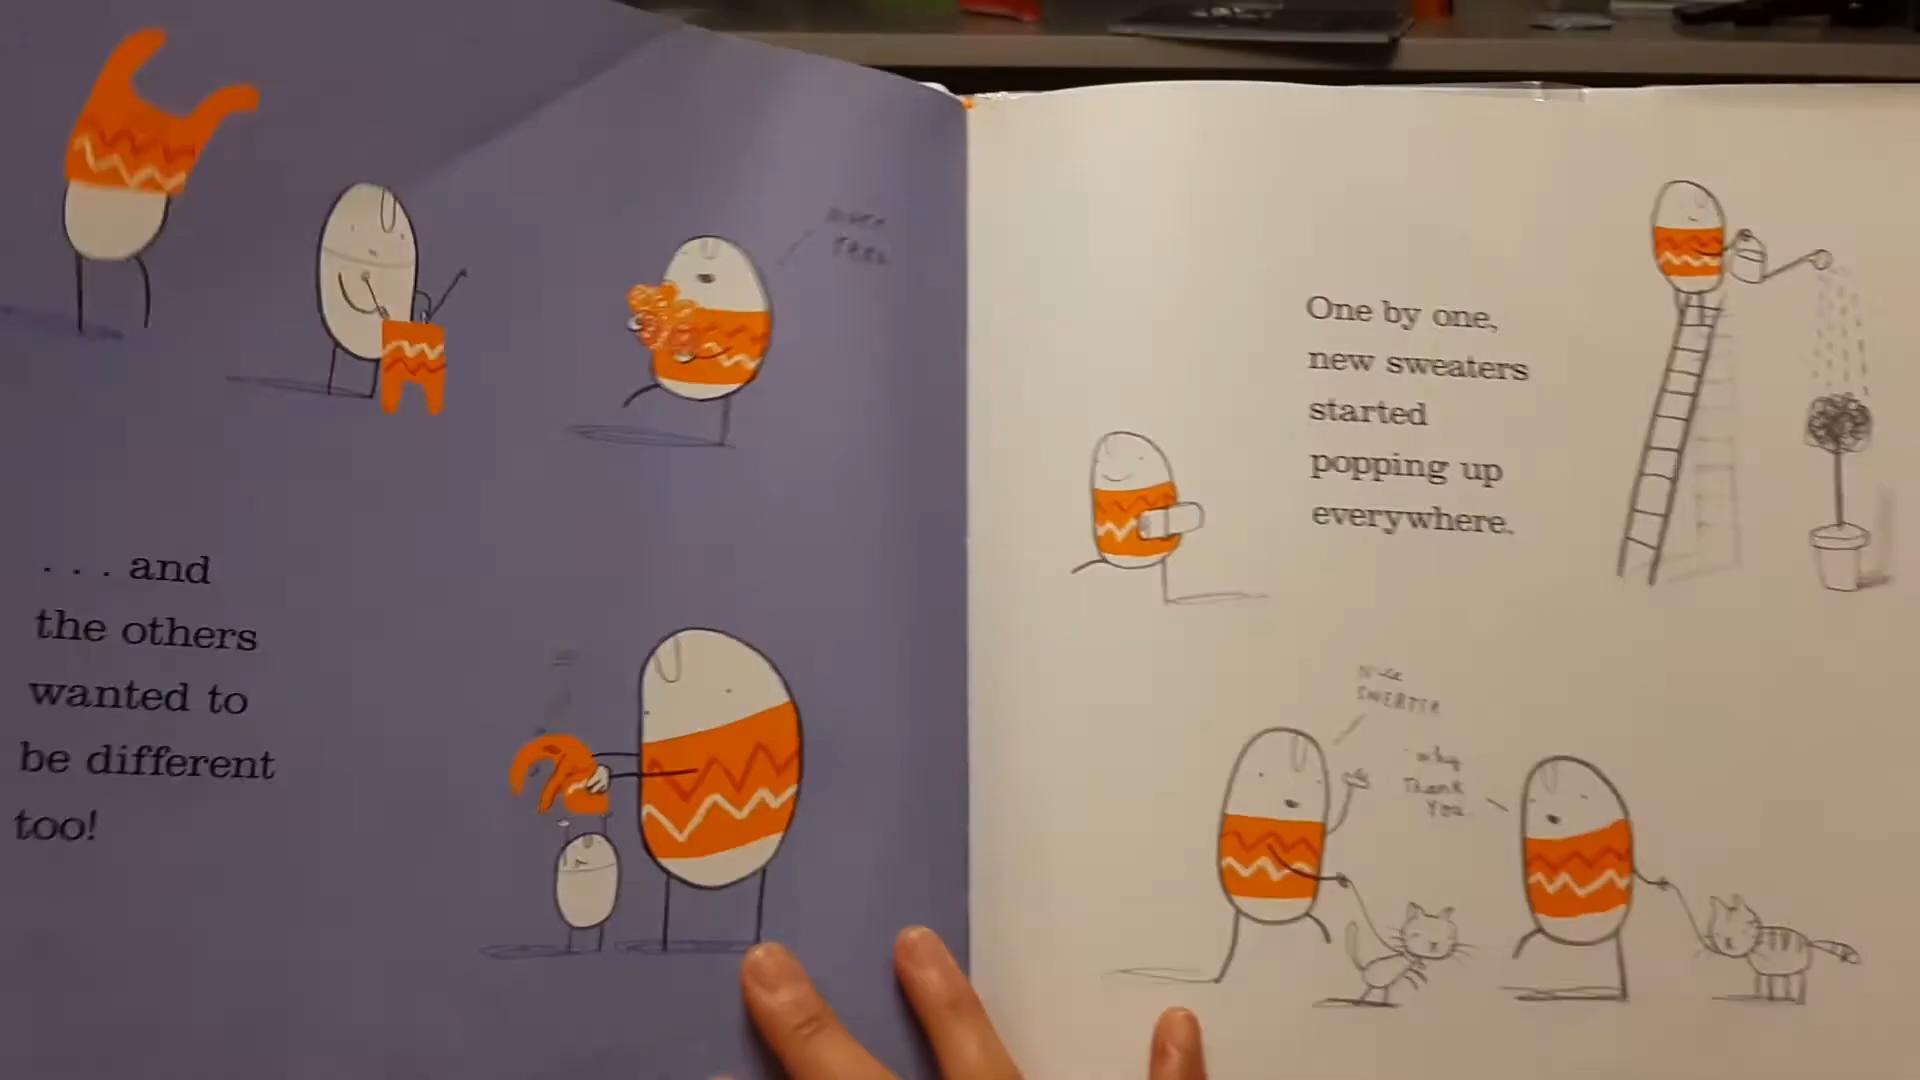 . . . and
the others
wanted to
be different
too!
One by one,
new sweaters
started
popping up
everywhere.
NICE
SWEATER
Why
Thank
You.